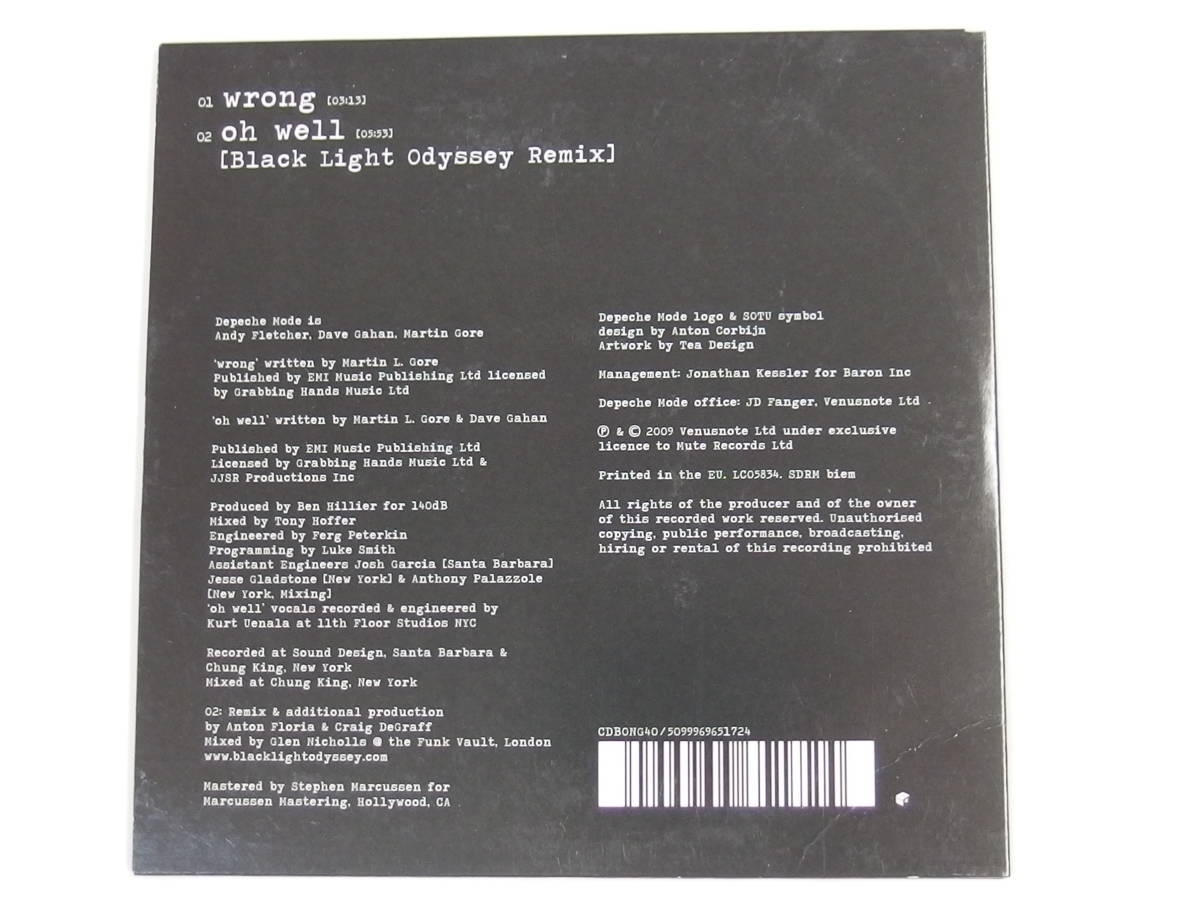 01 wrong [03:13]
02 oh well [05:53]
[Black Light Odyssey Remix]
Depeche Mode is
Andy Fletcher, Dave Gahan, Martin Gore
'wrong' written by Martin L. Gore
Published by EMI Music Publishing Ltd licensed
by Grabbing Hands Music Ltd
'oh well' written by Martin L. Gore & Dave Gahan
Published by EMI Music Publishing Ltd
Licensed by Grabbing Hands Music Ltd &
JJSR Productions Inc
Produced by Ben Hillier for 140dB
Mixed by Tony Hoffer
Engineered by Ferg Peterkin
Programming by Luke Smith
Assistant Engineers Josh Garcia [Santa Barbara]
Jesse Gladstone [New York] & Anthony Palazzole
[New York, Mixing]
'oh well' vocals recorded & engineered by
Kurt Uenala at 11th Floor Studios NYC
Recorded at Sound Design, Santa Barbara &
Chung King, New York
Mixed at Chung King, New York
02: Remix & additional production
by Anton Floria & Craig DeGraff
Mixed by Glen Nicholls @ the Funk Vault, London
www.blacklightodyssey.com
Mastered by Stephen Marcussen for
Marcussen Mastering, Hollywood, CA
Depeche Mode logo & SOTU symbol
design by Anton Corbijn
Artwork by Tea Design
Management: Jonathan Kessler for Baron Inc
Depeche Mode office: JD Fanger, Venusnote Ltd
℗ & © 2009 Venusnote Ltd under exclusive
licence to Mute Records Ltd
Printed in the EU. LC05834. SDRM biem
All rights of the producer and of the owner
of this recorded work reserved. Unauthorised
copying, public performance, broadcasting,
hiring or rental of this recording prohibited
CDBONG40/5099969651724